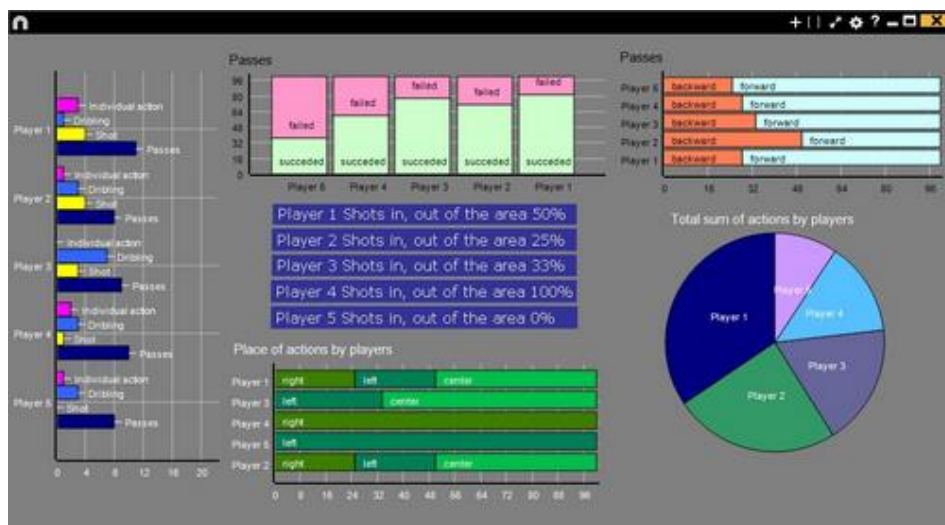 Passes
98
80
64
48
32
16
0
failed
failed
failed
failed
failed
succeded
succeded
succeded
succeded
succeded
Player 4
Player 3
Player 2
Player 1
Passes
Player 5 backward forward
Player 4 backward forward
Player 3 backward forward
Player 2 backward forward
Player 1 backward forward
0 16 32 48 64 80 96
Player 1
Individual action
Dribling
Shot
Passes
Player 2
Individual action
Dribling
Shot
Passes
Player 3
Individual action
Dribling
Shot
Passes
Player 4
Individual action
Dribling
Shot
Passes
Player 5
Individual action
Dribling
Shot
Passes
0 4 8 12 16 20
Player 1 Shots in, out of the area 50%
Player 2 Shots in, out of the area 25%
Player 3 Shots in, out of the area 33%
Player 4 Shots in, out of the area 100%
Player 5 Shots in, out of the area 0%
Place of actions by players
Player 1 right left center
Player 3 left center
Player 4 right
Player 5 left
Player 2 right left center
0 8 16 24 32 40 48 56 64 72 80 88 96
Total sum of actions by players
Player 5
Player 4
Player 3
Player 2
Player 1